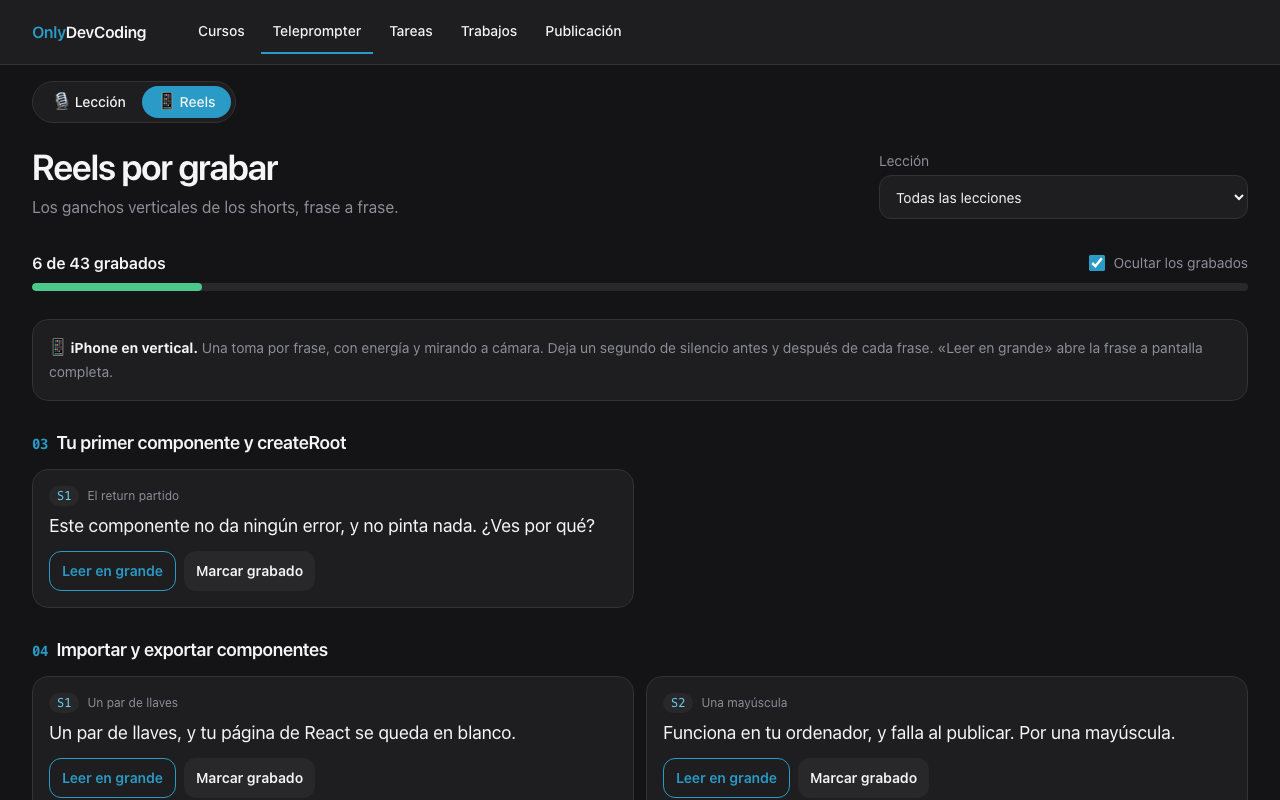 OnlyDevCoding
Cursos
Teleprompter
Tareas
Trabajos
Publicación
Lección
Reels
Reels por grabar
Los ganchos verticales de los shorts, frase a frase.
Lección
Todas las lecciones
6 de 43 grabados
Ocultar los grabados
iPhone en vertical. Una toma por frase, con energía y mirando a cámara. Deja un segundo de silencio antes y después de cada frase. «Leer en grande» abre la frase a pantalla
completa.
03 Tu primer componente y createRoot
S1 El return partido
Este componente no da ningún error, y no pinta nada. ¿Ves por qué?
Leer en grande
Marcar grabado
04 Importar y exportar componentes
S1 Un par de llaves
Un par de llaves, y tu página de React se queda en blanco.
Leer en grande
Marcar grabado
S2 Una mayúscula
Funciona en tu ordenador, y falla al publicar. Por una mayúscula.
Leer en grande
Marcar grabado